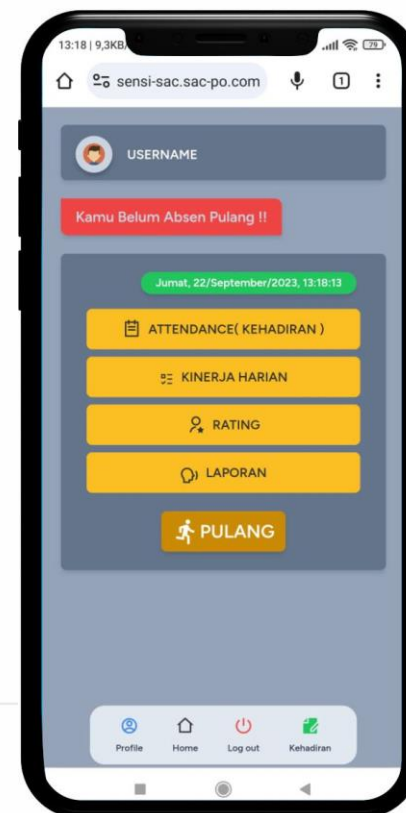 13:18 | 9,3KB/
79
sensi-sac.sac-po.com
1
USERNAME
Kamu Belum Absen Pulang !!
Jumat, 22/September/2023, 13:18:13
ATTENDANCE( KEHADIRAN )
KINERJA HARIAN
RATING
LAPORAN
PULANG
Profile Home Log out Kehadiran